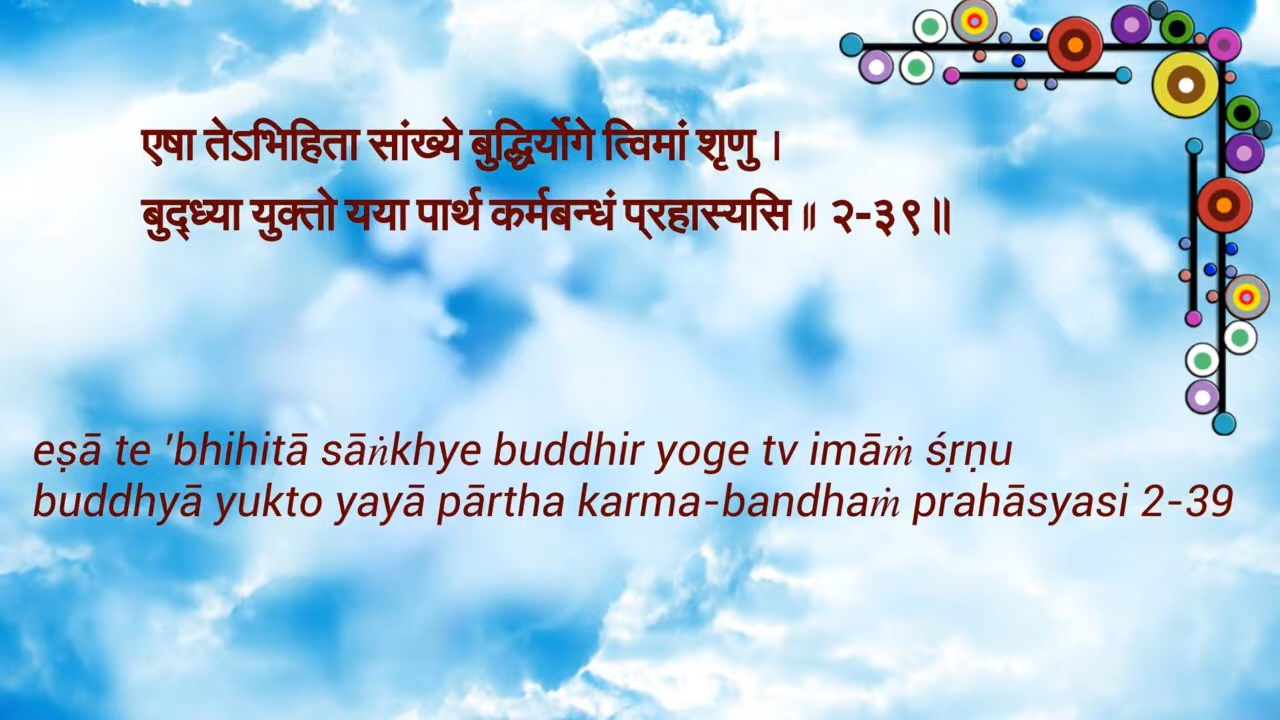 एषा तेऽभिहिता सांख्ये बुद्धिर्योगे त्विमां शृणु ।
बुद्ध्या युक्तो यया पार्थ कर्मबन्धं प्रहास्यसि ॥ २-३९॥
eṣā te 'bhihitā sāṅkhye buddhir yoge tv imāṁ śṛṇu
buddhyā yukto yayā pārtha karma-bandhaṁ prahāsyasi 2-39